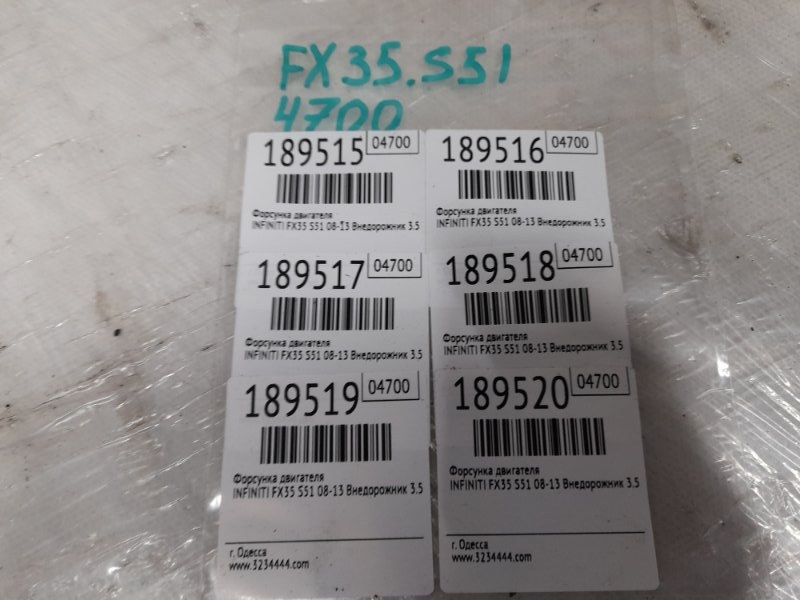 FX35.S51
4700
189515 04700
Форсунка двигателя
INFINITI FX35 S51 08-13 Внедорожник 3.5
189516 04700
Форсунка двигателя
INFINITI FX35 S51 08-13 Внедорожник 3.5
189517 04700
Форсунка двигателя
INFINITI FX35 S51 08-13 Внедорожник 3.5
189518 04700
Форсунка двигателя
INFINITI FX35 S51 08-13 Внедорожник 3.5
189519 04700
Форсунка двигателя
INFINITI FX35 S51 08-13 Внедорожник 3.5
г. Одесса
www.3234444.com
189520 04700
Форсунка двигателя
INFINITI FX35 S51 08-13 Внедорожник 3.5
г. Одесса
www.3234444.com